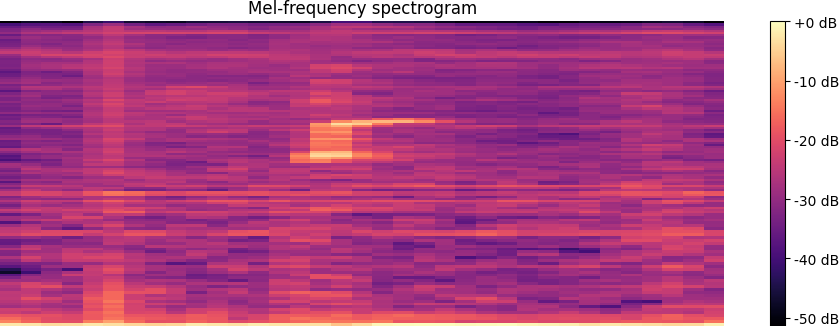 Mel-frequency spectrogram
+0 dB
-10 dB
-20 dB
-30 dB
-40 dB
-50 dB